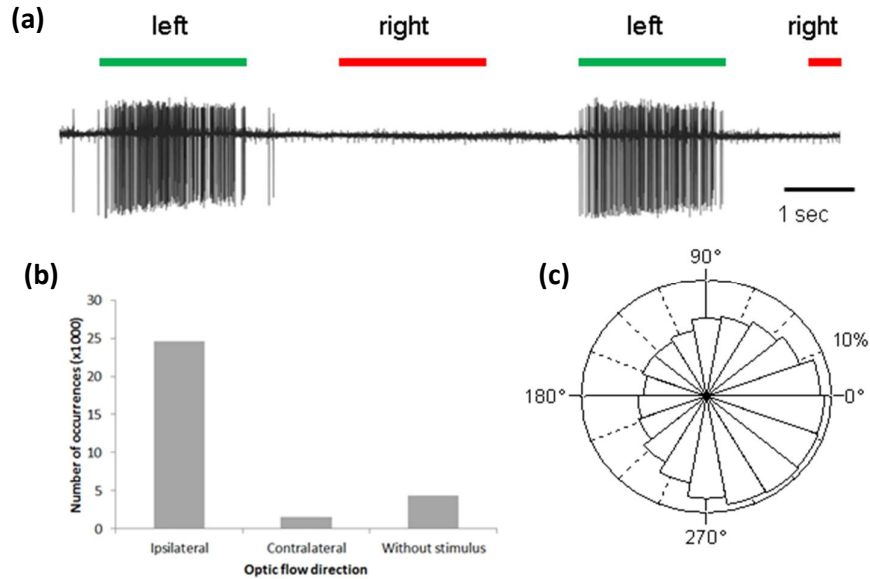 (a)
left right left right
1 sec
(b)
Number of occurrences (x1000)
30
25
20
15
10
5
0
Ipsilateral Contralateral Without stimulus
Optic flow direction
(c)
90°
10%
180° 0°
270°